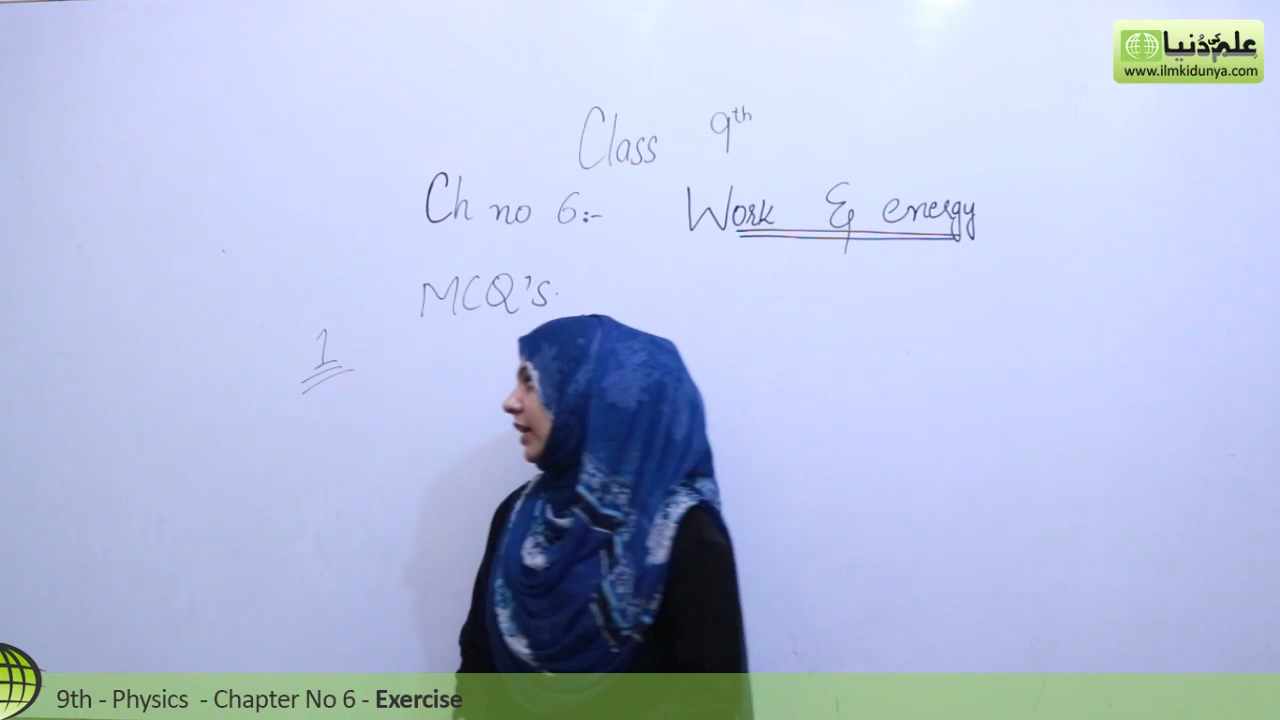 علم کی دُنیا
www.ilmkidunya.com
Class 9th
Ch no 6:- Work & energy
MCQ's.
1
9th - Physics - Chapter No 6 - Exercise